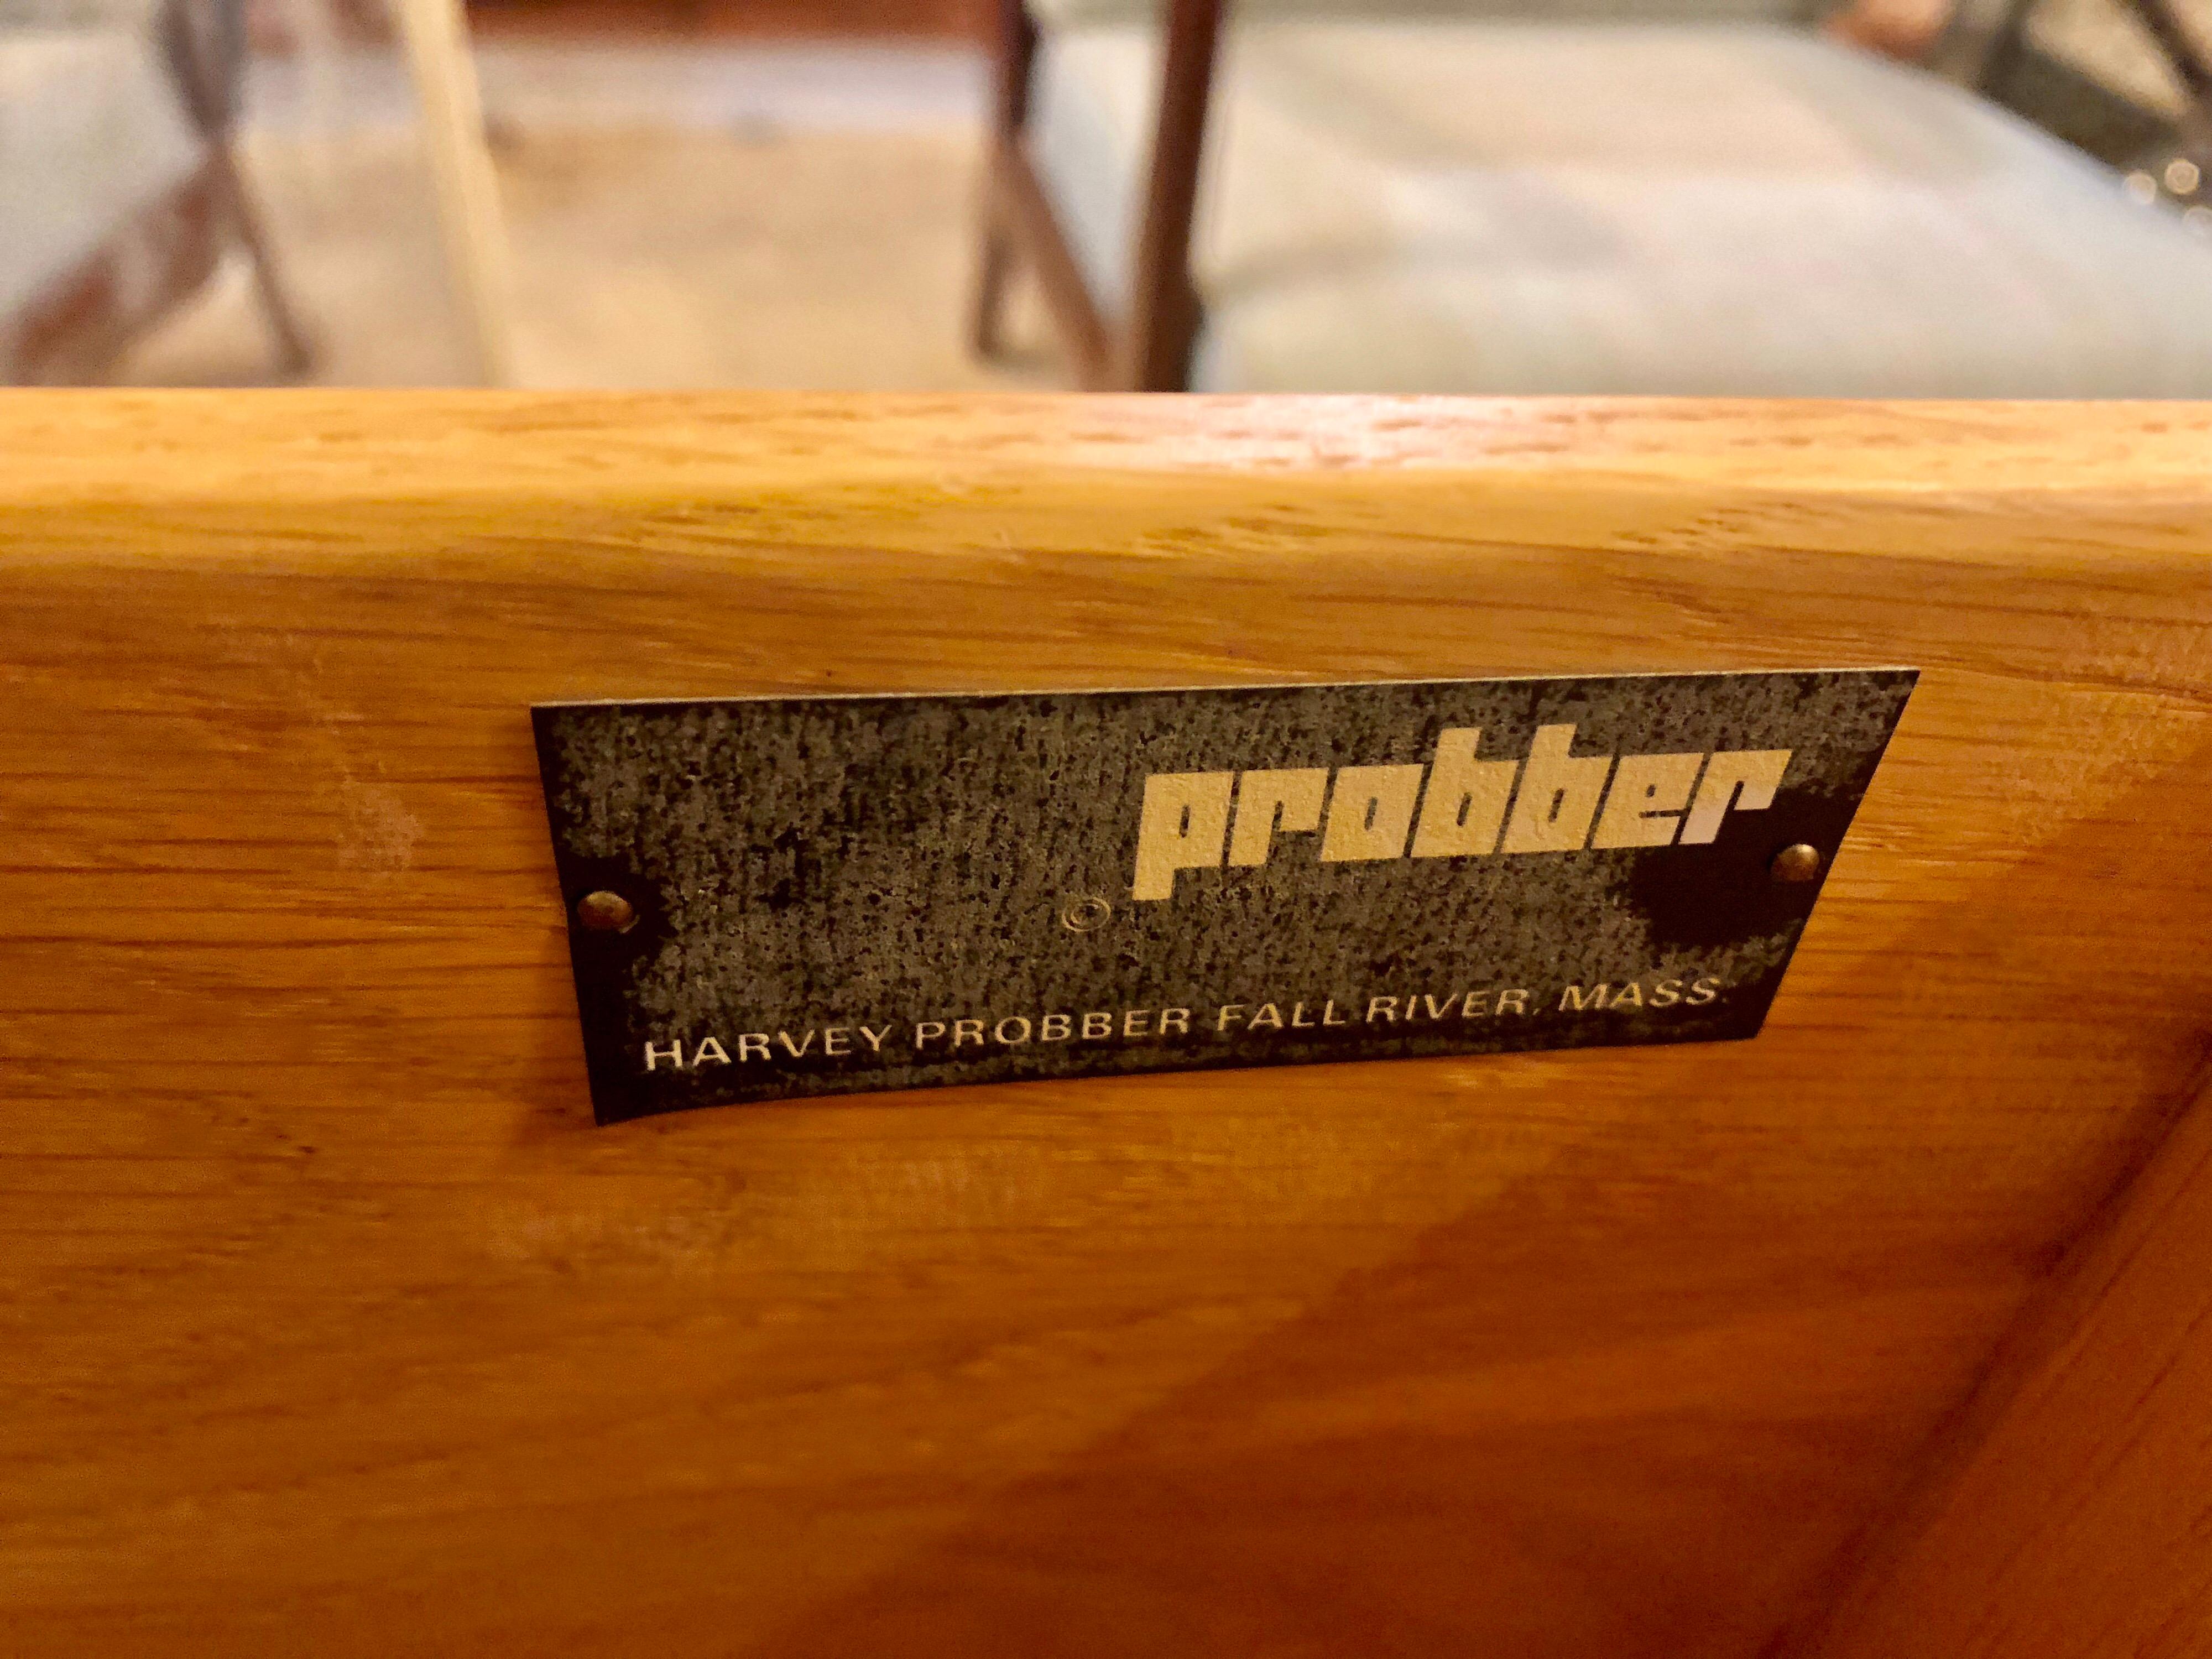 probber
©
HARVEY PROBBER FALL RIVER, MASS.